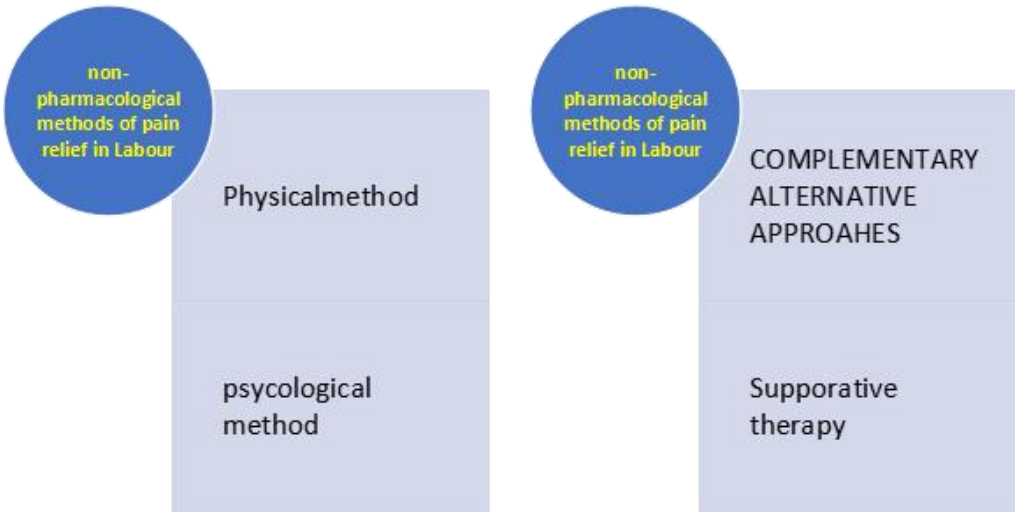 non-
pharmacological
methods of pain
relief in Labour
Physicalmethod
psycological
method
non-
pharmacological
methods of pain
relief in Labour
COMPLEMENTARY
ALTERNATIVE
APPROAHES
Supporative
therapy